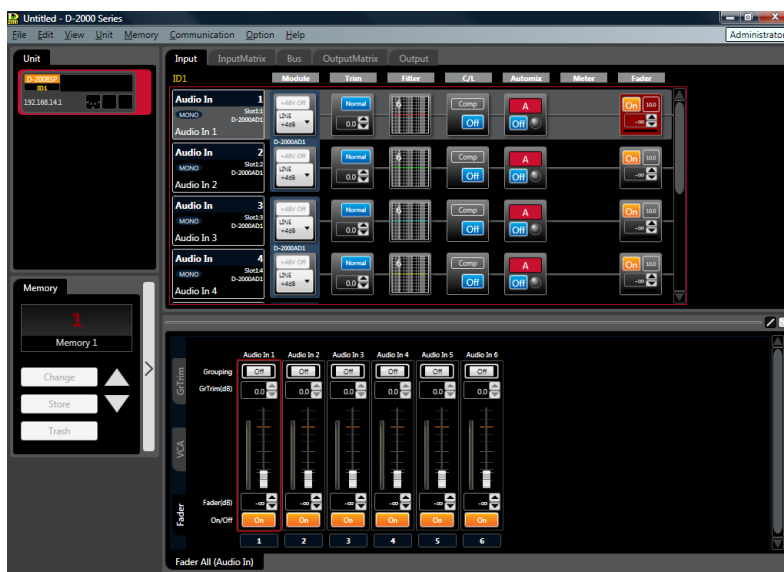 Untitled - D-2000 Series
File Edit View Unit Memory Communication Option Help Administrator
Unit
D-2008SP
ID1
192.168.14.1
Input InputMatrix Bus OutputMatrix Output
ID1 Module Trim Filter C/L Automix Meter Fader
Audio In 1 +48V Off Normal 6 Comp A On 10.0
MONO Slot1:1 LINE
D-2000AD1 +4dB 0.0 Off Off -∞
Audio In 1
D-2000AD1
Audio In 2 +48V Off Normal 6 Comp A On 10.0
MONO Slot1:2 LINE
D-2000AD1 +4dB 0.0 Off Off -∞
Audio In 2
Audio In 3 +48V Off Normal 6 Comp A On 10.0
MONO Slot1:3 LINE
D-2000AD1 +4dB 0.0 Off Off -∞
Audio In 3
D-2000AD1
Audio In 4 +48V Off Normal 6 Comp A On 10.0
MONO Slot1:4 LINE
D-2000AD1 +4dB 0.0 Off Off -∞
Audio In 4
Memory
1
Memory 1
Change
Store
Trash
GrTrim
VCA
Fader
Audio In 1 Audio In 2 Audio In 3 Audio In 4 Audio In 5 Audio In 6
Grouping Off Off Off Off Off Off
GrTrim(dB) 0.0 0.0 0.0 0.0 0.0 0.0
Fader(dB) -∞ -∞ -∞ -∞ -∞ -∞
On/Off On On On On On On
1 2 3 4 5 6
Fader All (Audio In)